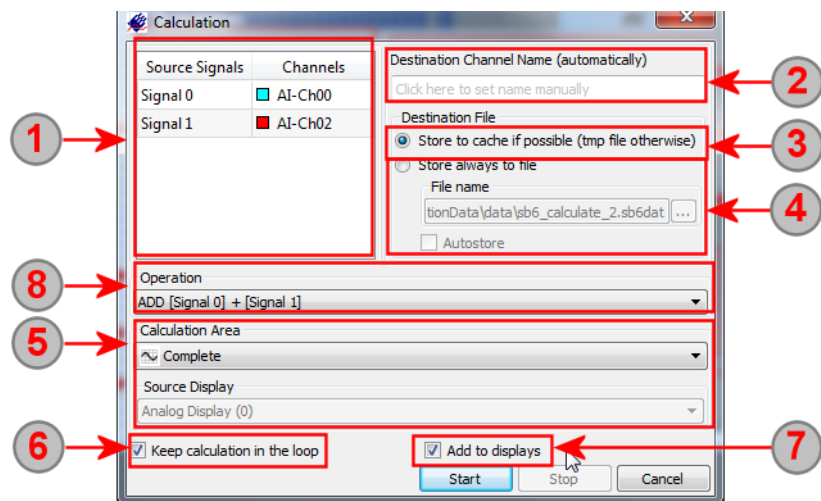 Calculation
X
Source Signals Channels
Signal 0 AI-Ch00
Signal 1 AI-Ch02
1
Destination Channel Name (automatically)
Click here to set name manually
2
Destination File
Store to cache if possible (tmp file otherwise)
3
Store always to file
File name
tionData\data\sb6_calculate_2.sb6dat ...
4
Autostore
8
Operation
ADD [Signal 0] + [Signal 1]
5
Calculation Area
Complete
Source Display
Analog Display (0)
6
Keep calculation in the loop
Add to displays
7
Start Stop Cancel